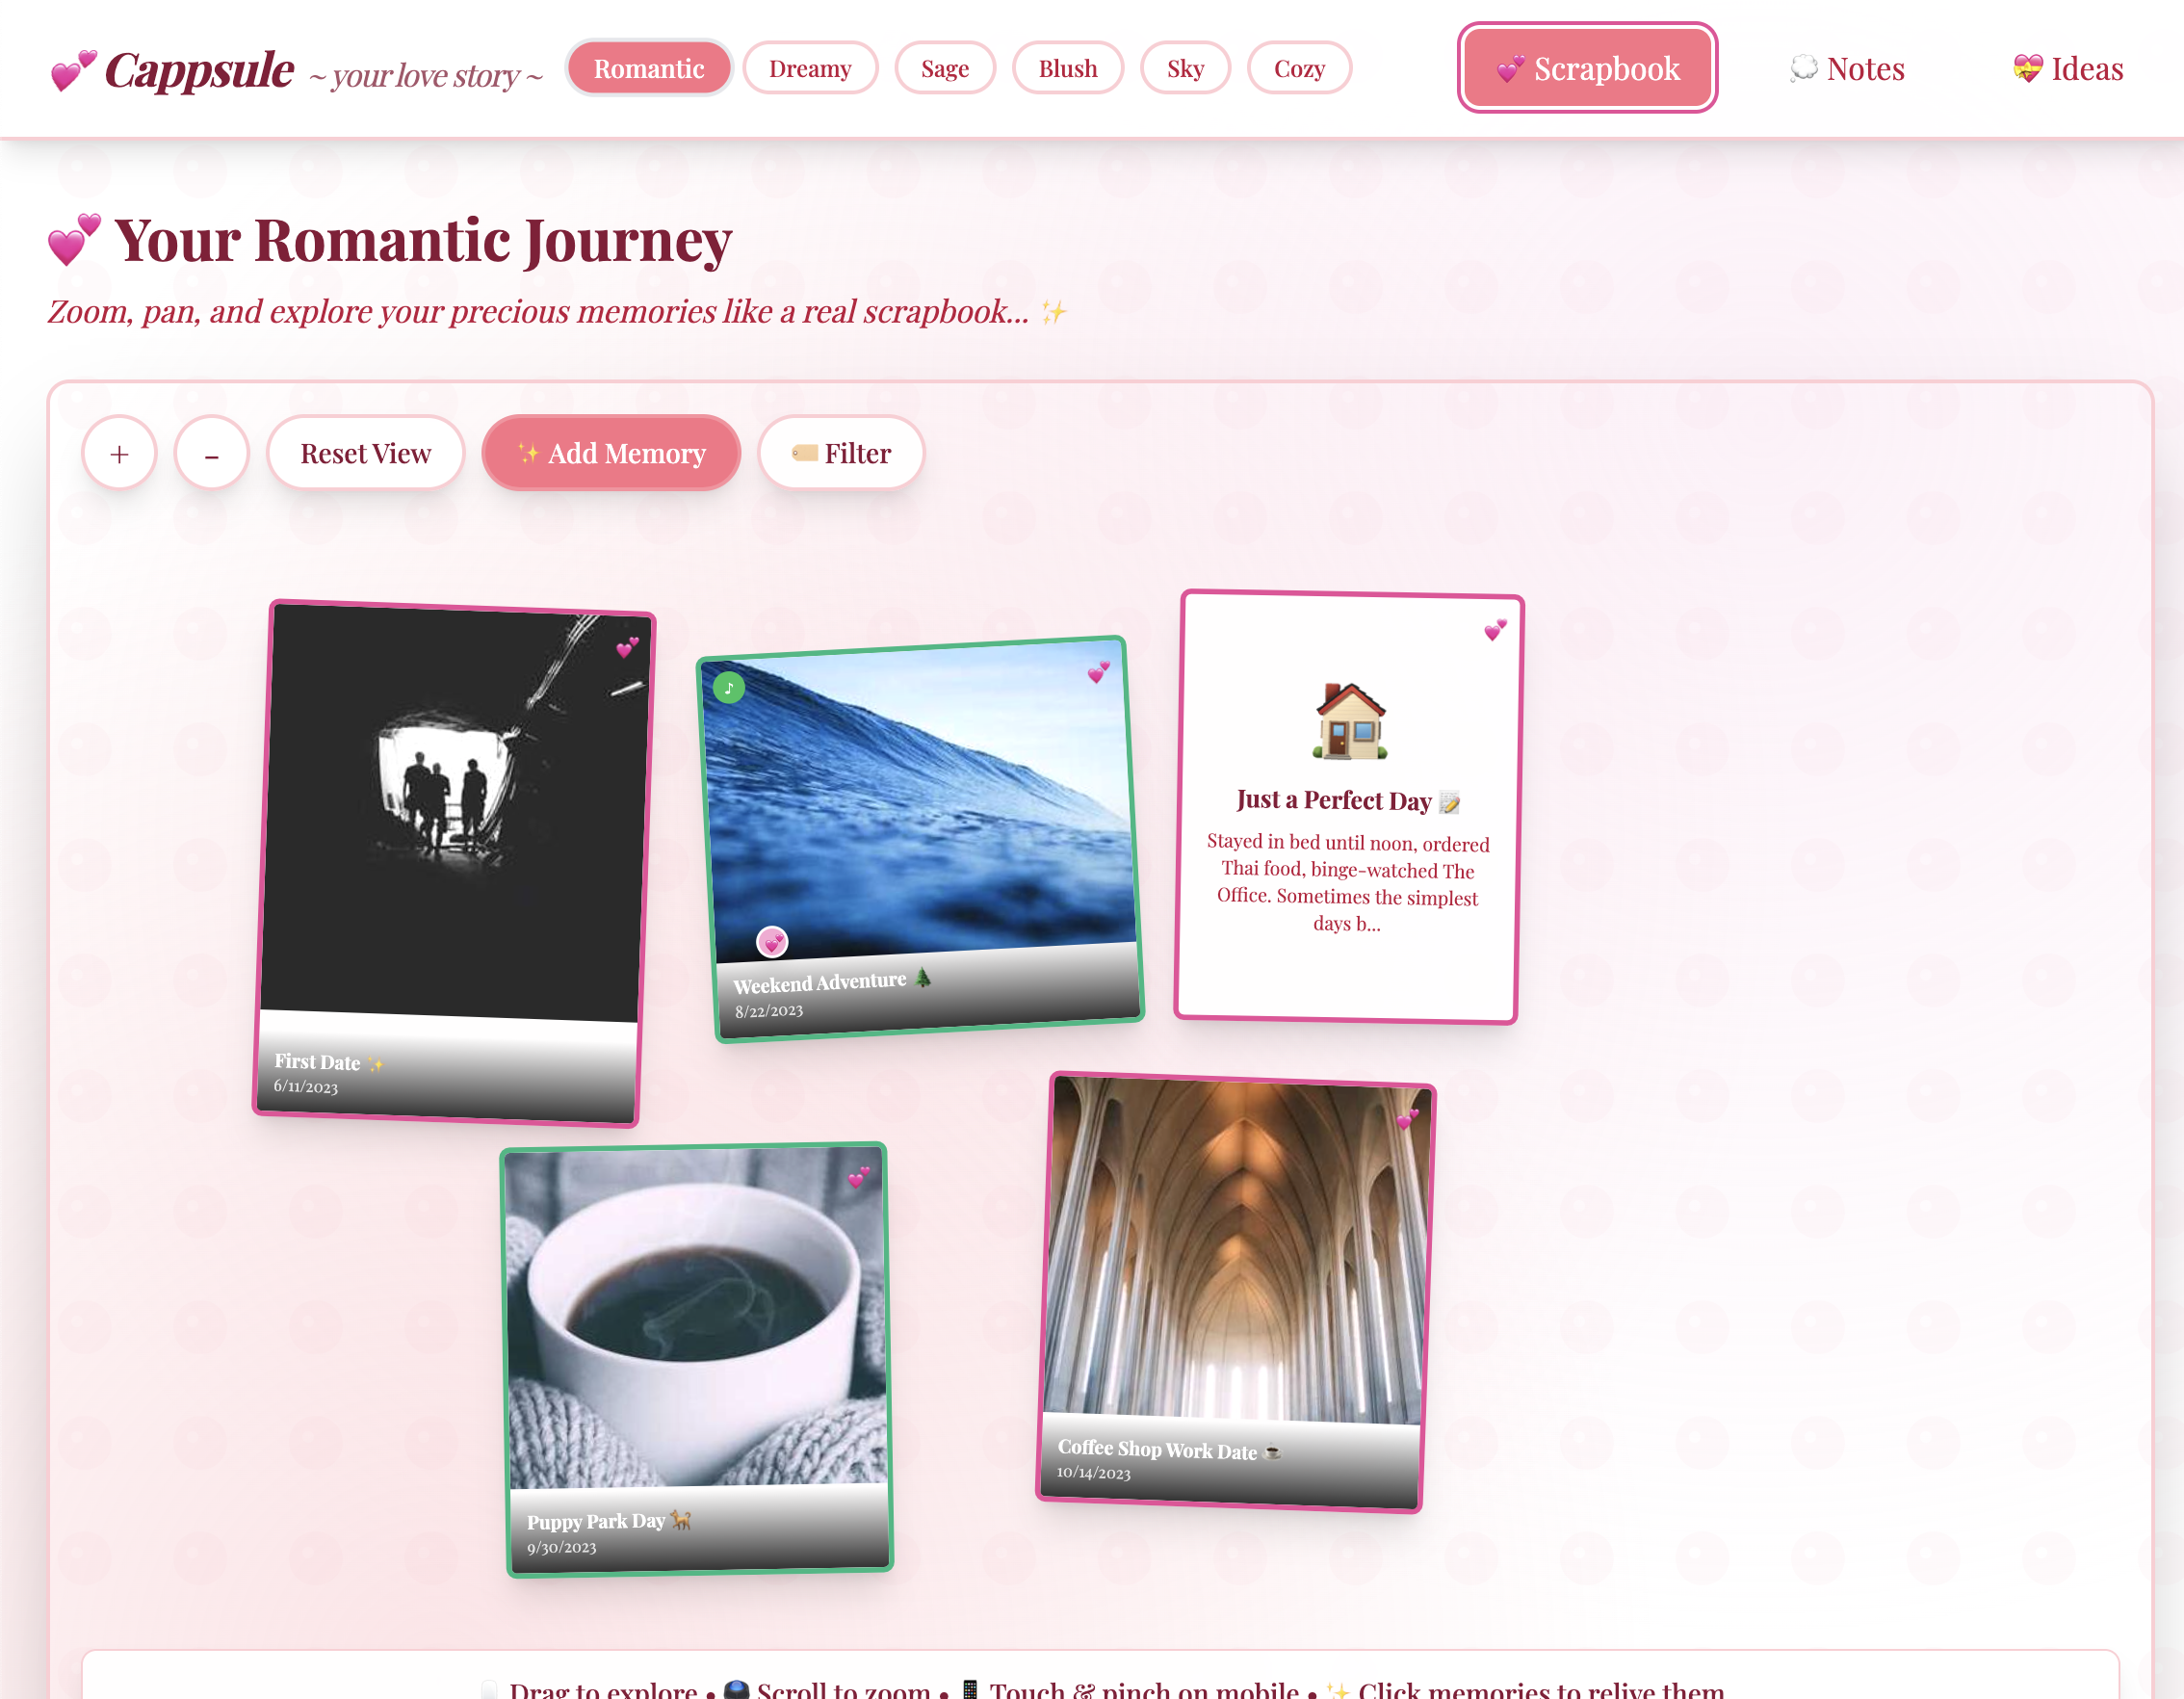 💕 Cappsule ~ your love story ~
Romantic
Dreamy
Sage
Blush
Sky
Cozy
💕 Scrapbook
💭 Notes
💝 Ideas
💕 Your Romantic Journey
Zoom, pan, and explore your precious memories like a real scrapbook... ✨
+
-
Reset View
✨ Add Memory
🏷️ Filter
First Date ✨
6/11/2023
♪
Weekend Adventure 🌲
8/22/2023
Just a Perfect Day 📝
Stayed in bed until noon, ordered
Thai food, binge-watched The
Office. Sometimes the simplest
days b...
Puppy Park Day 🐕
9/30/2023
Coffee Shop Work Date ☕
10/14/2023
Drag to explore • 🖲️ Scroll to zoom • 📱 Touch & pinch on mobile • ✨ Click memories to relive them